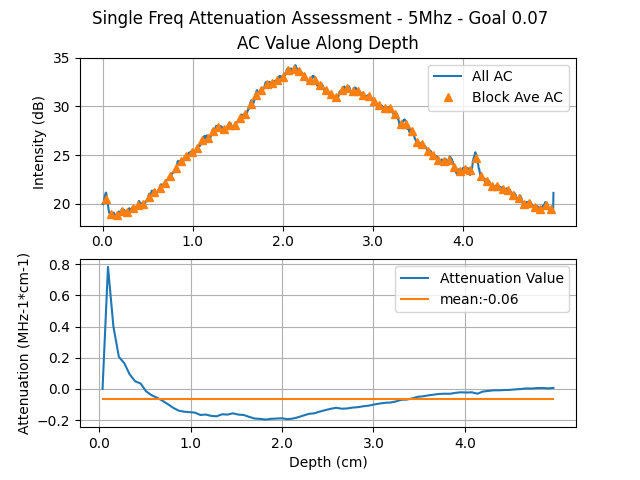 Single Freq Attenuation Assessment - 5Mhz - Goal 0.07
AC Value Along Depth
Intensity (dB)
35
30
25
20
All AC
Block Ave AC
0.0 1.0 2.0 3.0 4.0
Attenuation (MHz-1*cm-1)
0.8
0.6
0.4
0.2
0.0
−0.2
Attenuation Value
mean:-0.06
0.0 1.0 2.0 3.0 4.0
Depth (cm)